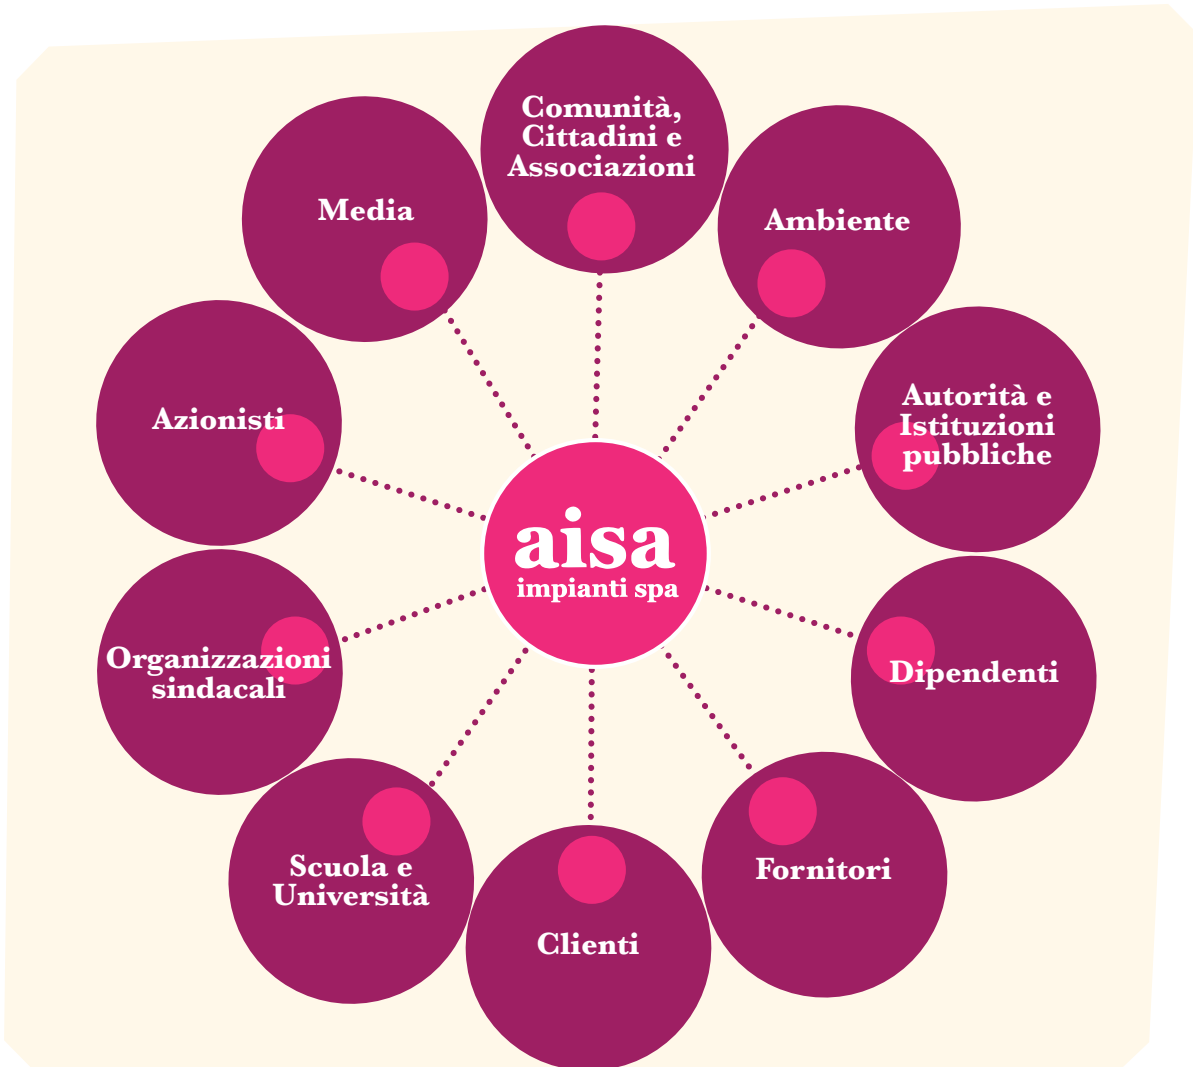 Comunità,
Cittadini e
Associazioni
Media
Ambiente
Azionisti
Autorità e
Istituzioni
pubbliche
aisa
impianti spa
Organizzazioni
sindacali
Dipendenti
Scuola e
Università
Fornitori
Clienti